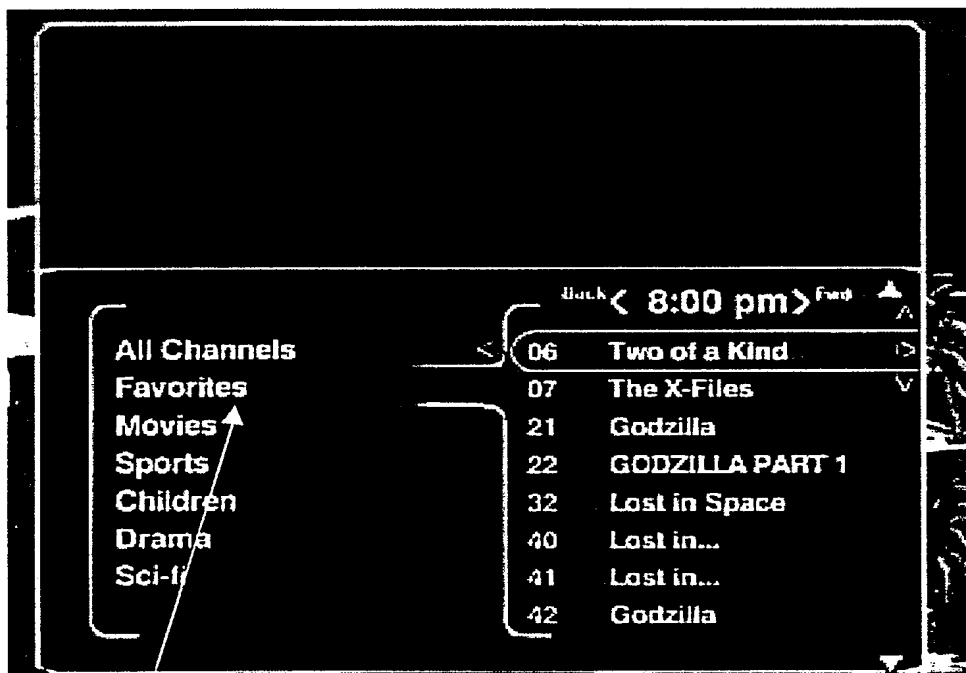 Back < 8:00 pm > Fwd
All Channels
Favorites
Movies
Sports
Children
Drama
Sci-fi
06 Two of a Kind
07 The X-Files
21 Godzilla
22 GODZILLA PART 1
32 Lost in Space
40 Lost in...
41 Lost in...
42 Godzilla